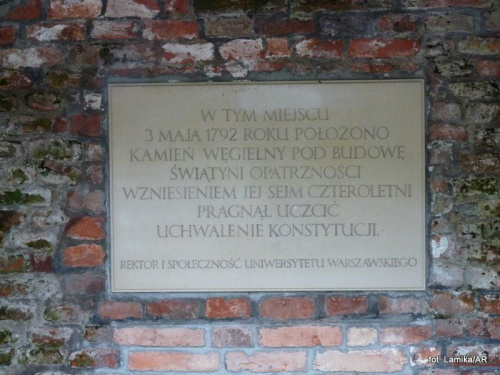 W TYM MIEJSCU
3 MAJA 1792 ROKU POŁOŻONO
KAMIEŃ WĘGIELNY POD BUDOWĘ
ŚWIĄTYNI OPATRZNOŚCI
WZNIESIENIEM JEJ SEJM CZTEROLETNI
PRAGNĄŁ UCZCIĆ
UCHWALENIE KONSTYTUCJI.
REKTOR I SPOŁECZNOŚĆ UNIWERSYTETU WARSZAWSKIEGO
fot. Lamika/AR